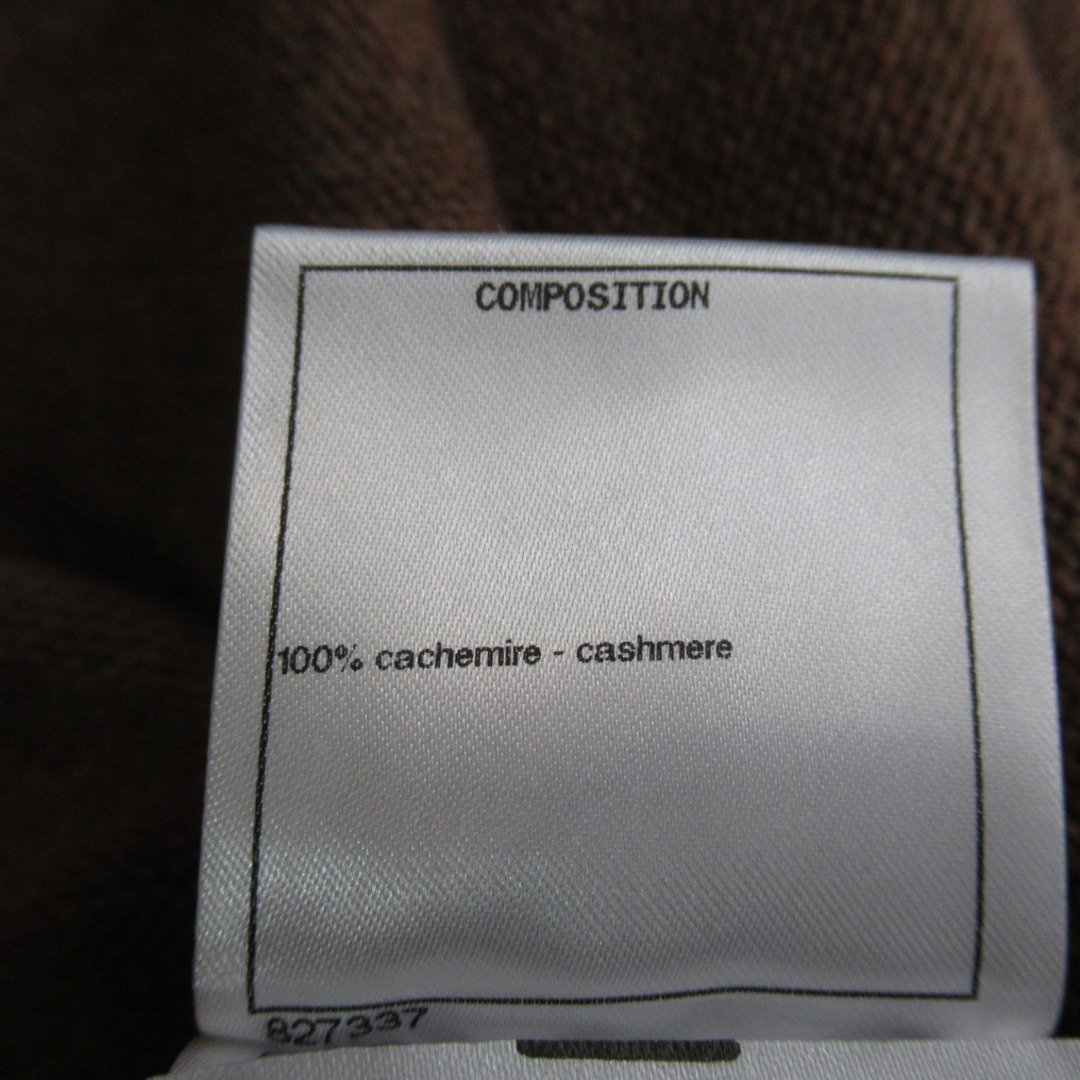 COMPOSITION
100% cachemire - cashmere
827337